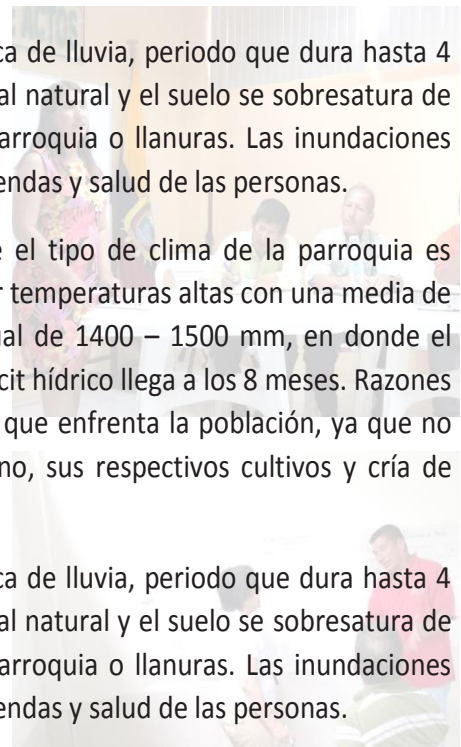 ca de lluvia, periodo que dura hasta 4
al natural y el suelo se sobresatura de
arroquia o llanuras. Las inundaciones
endas y salud de las personas.
e el tipo de clima de la parroquia es
r temperaturas altas con una media de
ual de 1400 – 1500 mm, en donde el
cit hídrico llega a los 8 meses. Razones
que enfrenta la población, ya que no
no, sus respectivos cultivos y cría de
ca de lluvia, periodo que dura hasta 4
al natural y el suelo se sobresatura de
arroquia o llanuras. Las inundaciones
endas y salud de las personas.